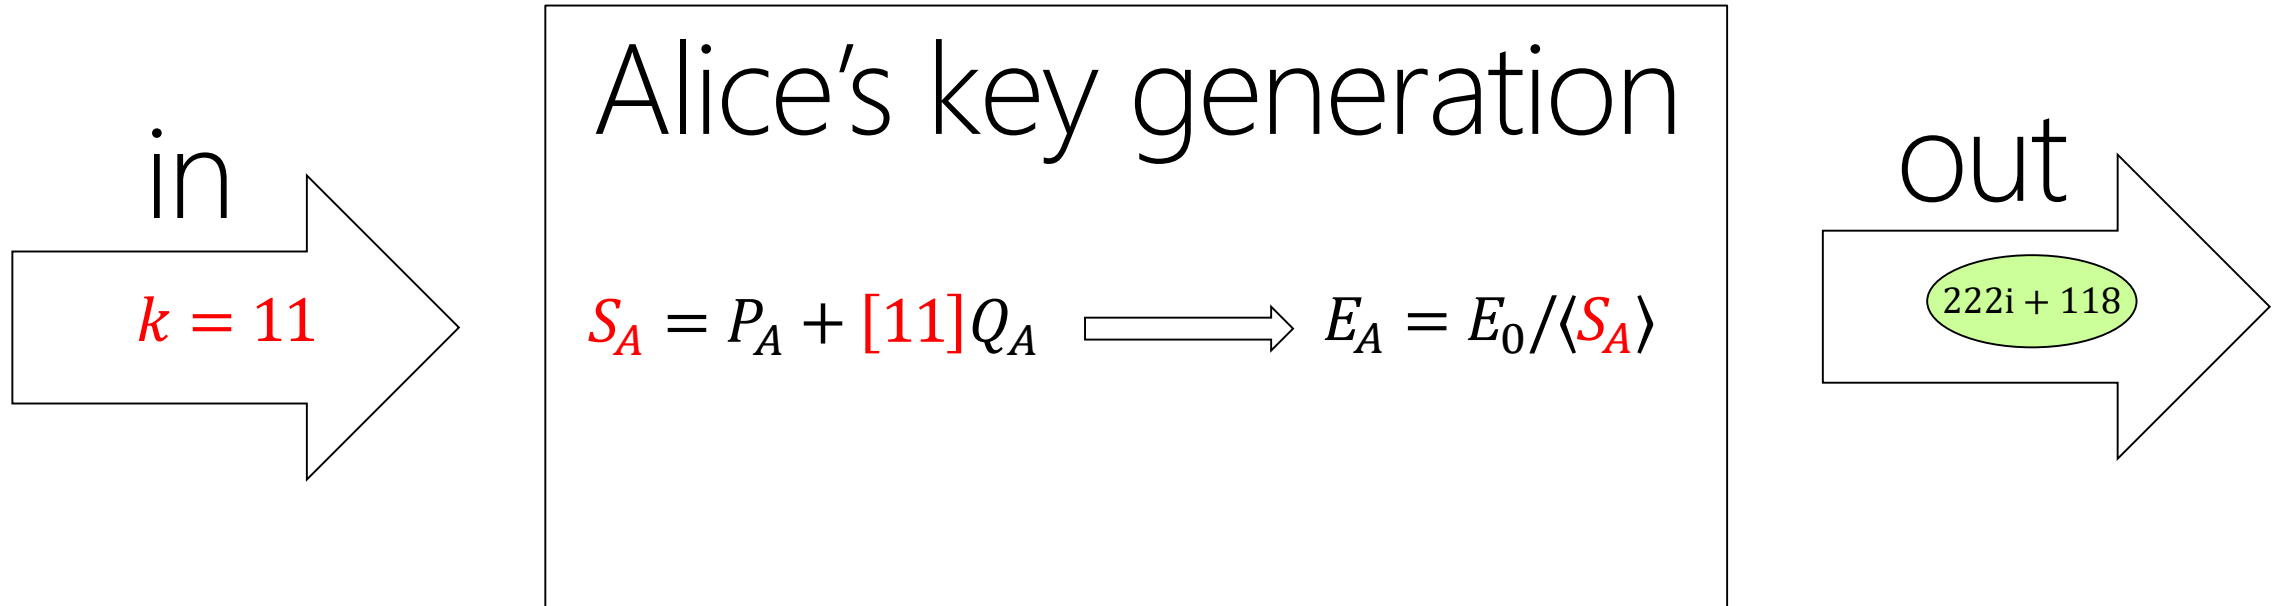 in
k = 11
Alice’s key generation
S_A = P_A + [11]Q_A
E_A = E_0/⟨S_A⟩
out
222i + 118